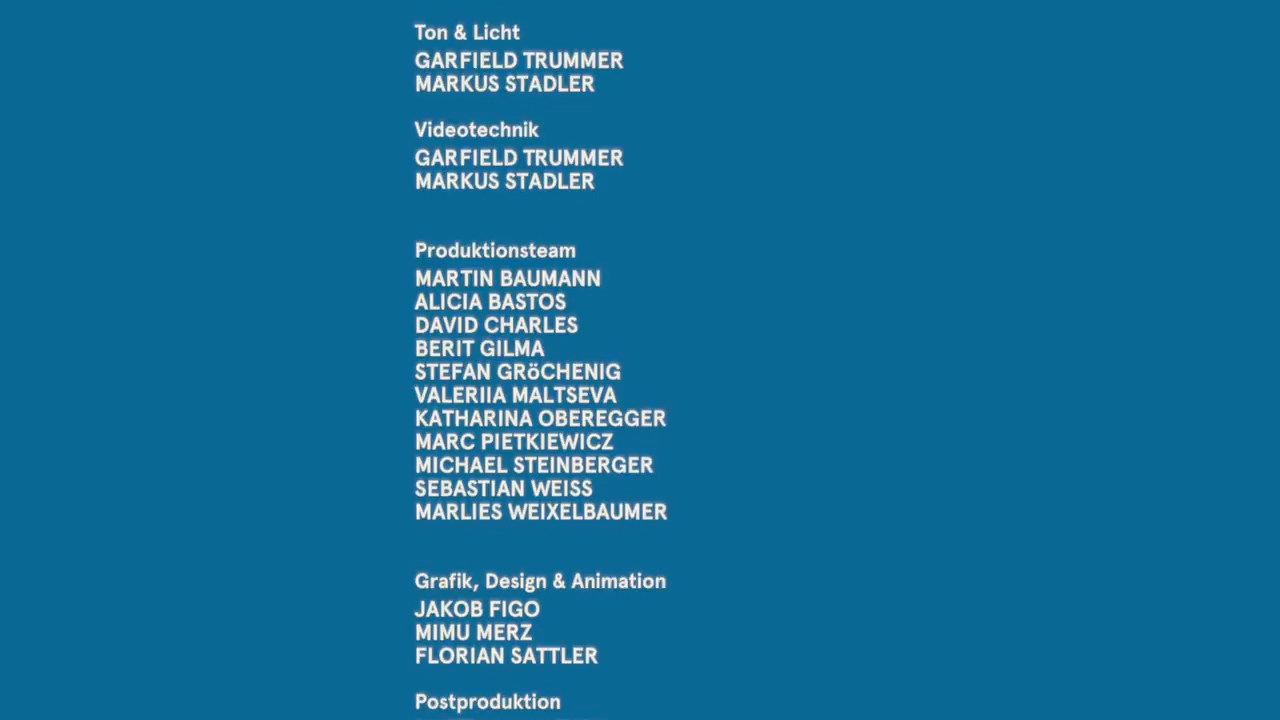 Ton & Licht
GARFIELD TRUMMER
MARKUS STADLER
Videotechnik
GARFIELD TRUMMER
MARKUS STADLER
Produktionsteam
MARTIN BAUMANN
ALICIA BASTOS
DAVID CHARLES
BERIT GILMA
STEFAN GRöCHENIG
VALERIIA MALTSEVA
KATHARINA OBEREGGER
MARC PIETKIEWICZ
MICHAEL STEINBERGER
SEBASTIAN WEISS
MARLIES WEIXELBAUMER
Grafik, Design & Animation
JAKOB FIGO
MIMU MERZ
FLORIAN SATTLER
Postproduktion